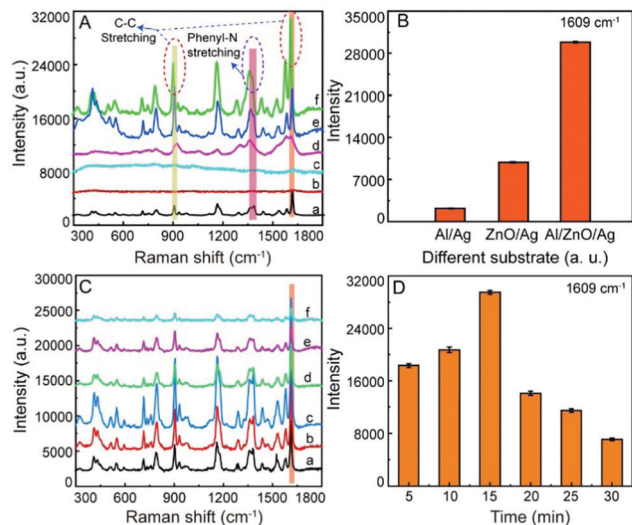 A
C-C
Stretching
Phenyl-N
stretching
32000
24000
16000
8000
0
Intensity (a.u.)
f
e
d
c
b
a
300 600 900 1200 1500 1800
Raman shift (cm⁻¹)
B
1609 cm⁻¹
35000
28000
21000
14000
7000
0
Intensity
Al/Ag ZnO/Ag Al/ZnO/Ag
Different substrate (a. u.)
C
30000
25000
20000
15000
10000
5000
0
Intensity (a.u.)
f
e
d
c
b
a
300 600 900 1200 1500 1800
Raman shift (cm⁻¹)
D
1609 cm⁻¹
32000
24000
16000
8000
0
Intensity
5 10 15 20 25 30
Time (min)